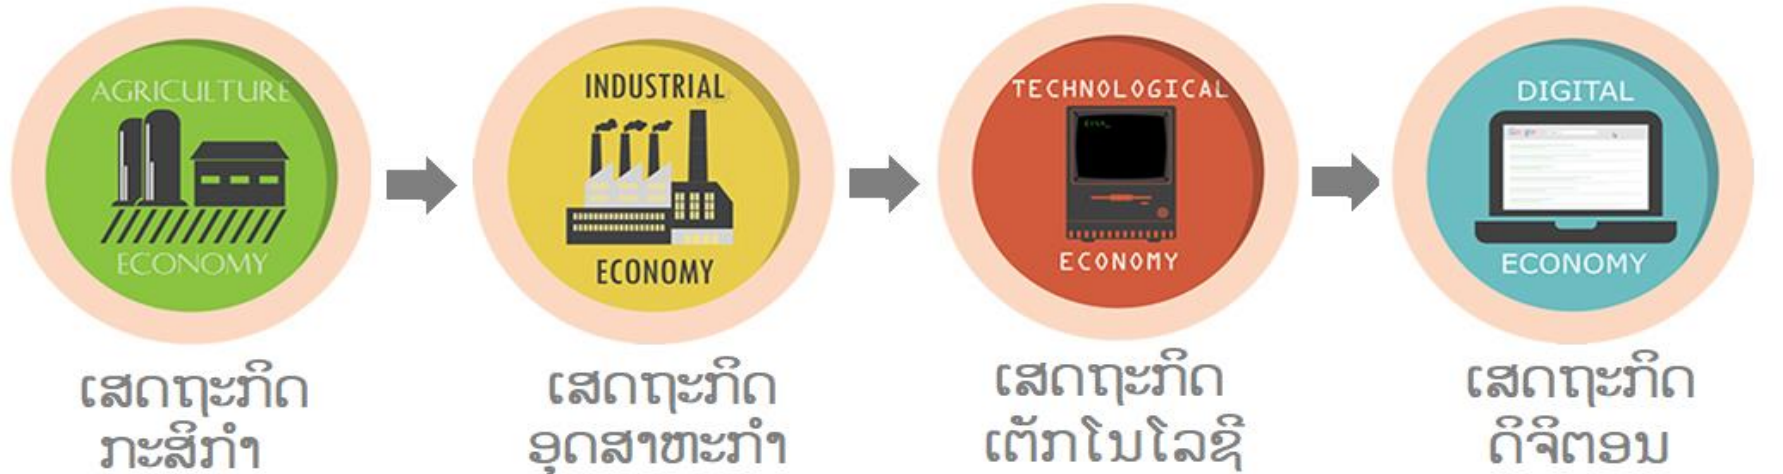 AGRICULTURE
ECONOMY
ເສດຖະກິດ
ກະສິກຳ
INDUSTRIAL
ECONOMY
ເສດຖະກິດ
ອຸດສາຫະກຳ
TECHNOLOGICAL
ECONOMY
ເສດຖະກິດ
ເຕັກໂນໂລຊີ
DIGITAL
ECONOMY
ເສດຖະກິດ
ດິຈິຕອນ